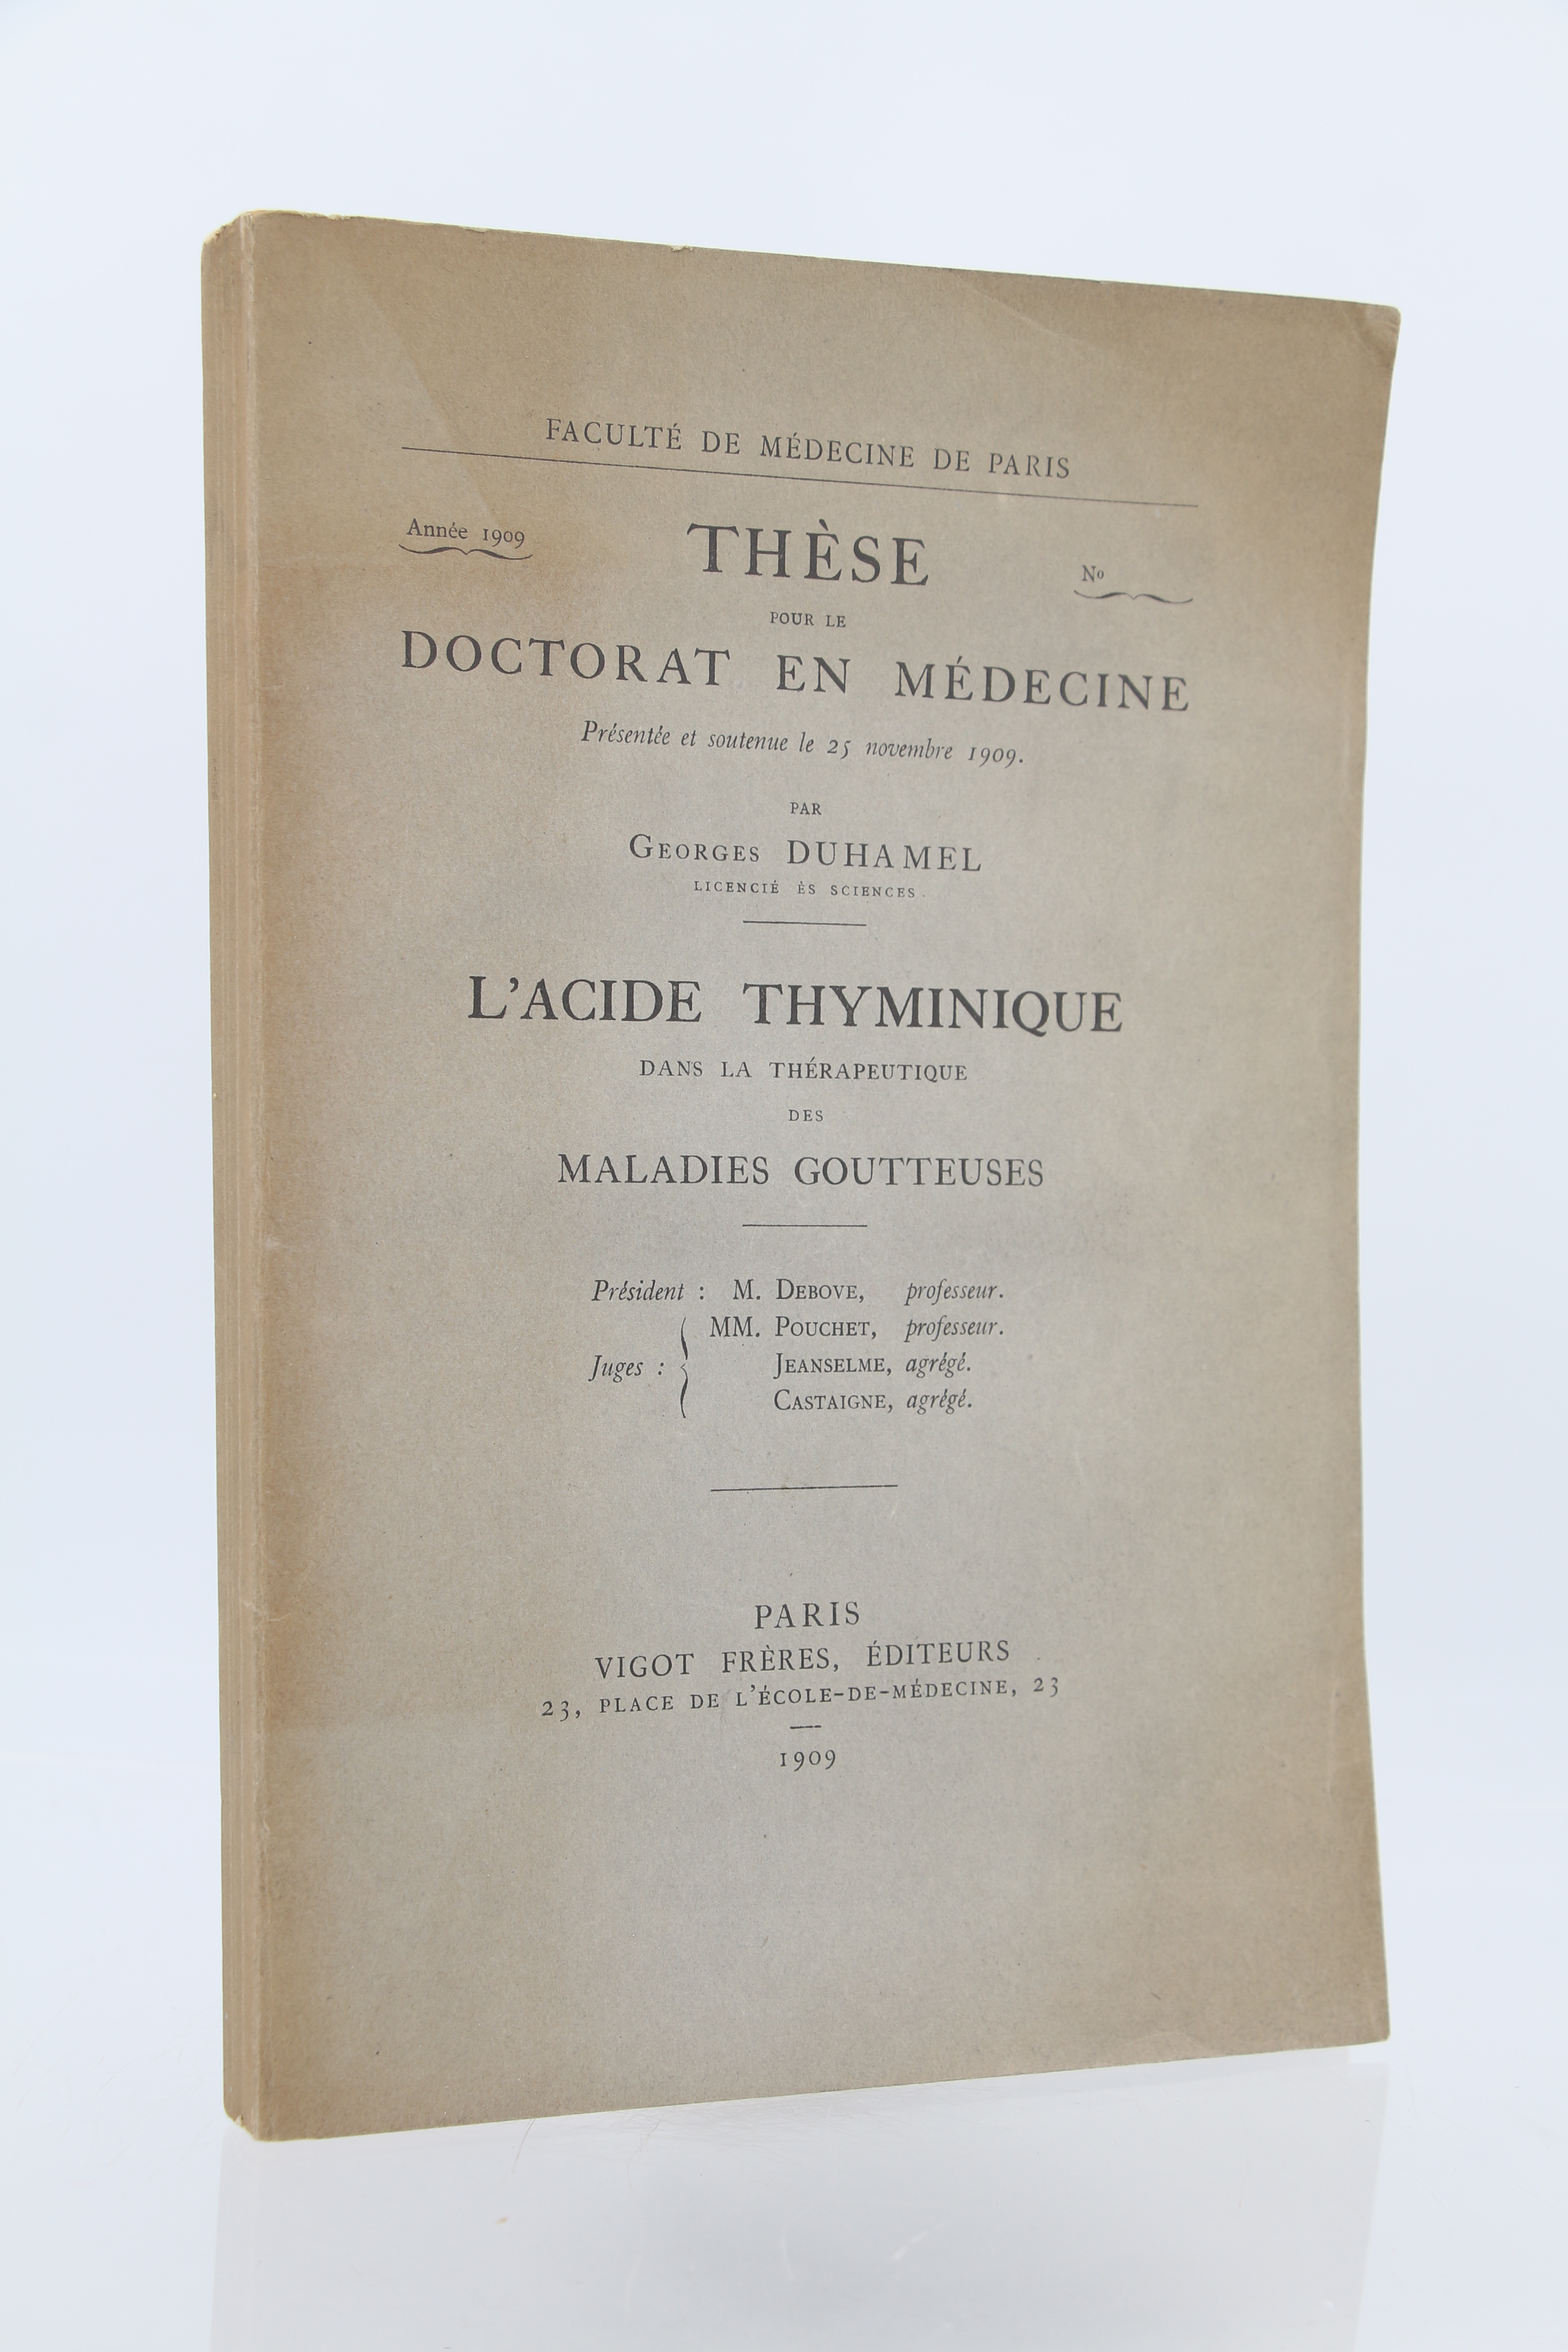 FACULTÉ DE MÉDECINE DE PARIS
Année 1909
THÈSE
Nº
POUR LE
DOCTORAT EN MÉDECINE
Présentée et soutenue le 25 novembre 1909.
PAR
GEORGES DUHAMEL
LICENCIÉ ÈS SCIENCES.
L'ACIDE THYMINIQUE
DANS LA THÉRAPEUTIQUE
DES
MALADIES GOUTTEUSES
Président : M. DEBOVE, professeur.
MM. POUCHET, professeur.
Juges : JEANSELME, agrégé.
CASTAIGNE, agrégé.
PARIS
VIGOT FRÈRES, ÉDITEURS
23, PLACE DE L'ÉCOLE-DE-MÉDECINE, 23
1909